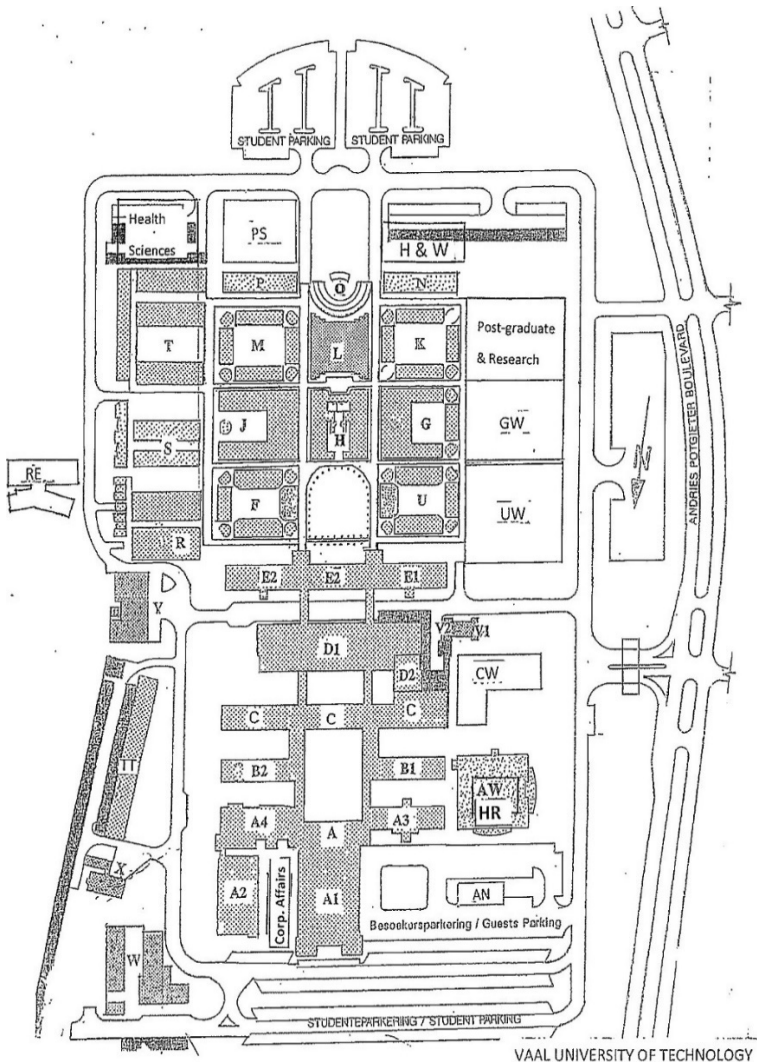 STUDENT PARKING
STUDENT PARKING
Health
Sciences
PS
H & W
P
Q
N
T
M
L
K
Post-graduate
& Research
J
H
G
GW
S
RE
F
U
UW
R
E2
E2
E1
Y
V2
V1
D1
D2
CW
C
C
C
TT
B2
B1
AW
HR
A4
A
A3
X
A2
Corp. Affairs
A1
AN
Besoekersparkering / Guests Parking
W
STUDENTEPARKERING / STUDENT PARKING
ANDRIES POTGIETER BOULEVARD
N
VAAL UNIVERSITY OF TECHNOLOGY